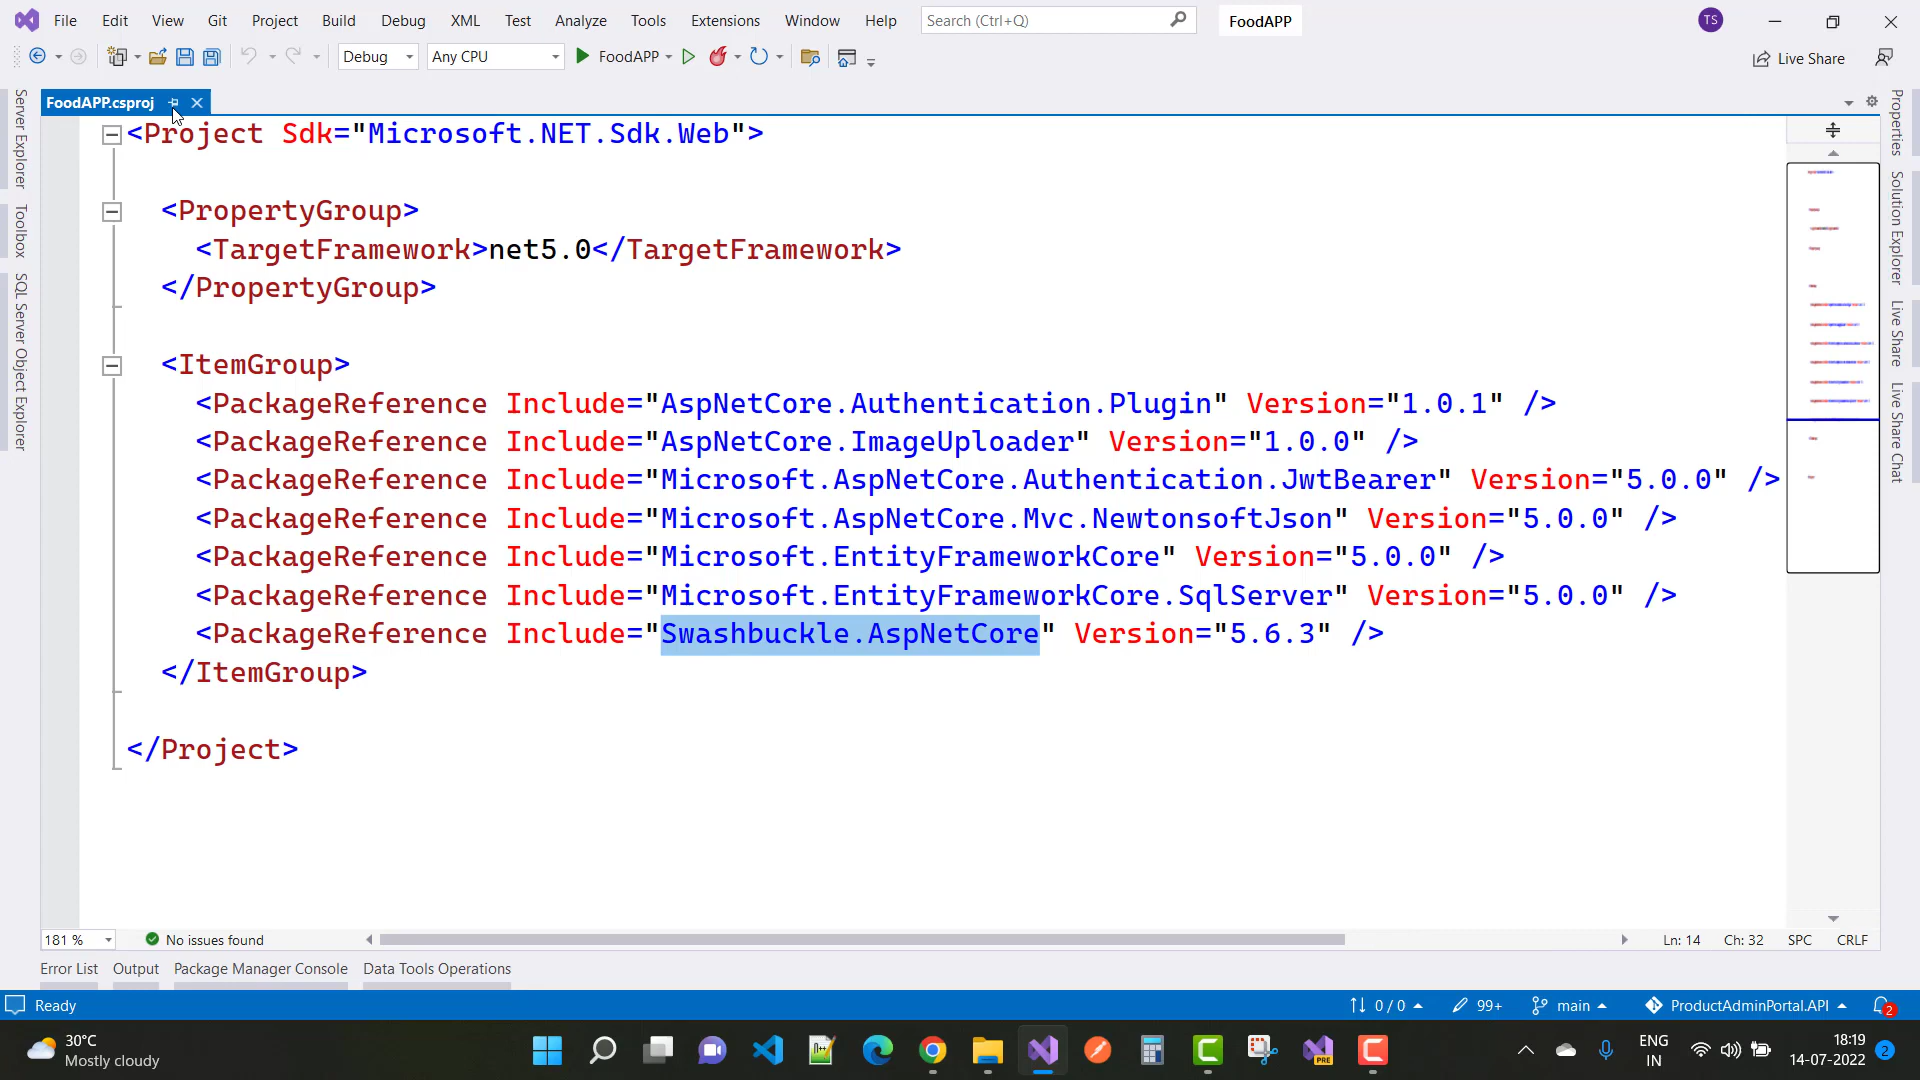 File Edit View Git Project Build Debug XML Test Analyze Tools Extensions Window Help Search (Ctrl+Q) FoodAPP TS
Debug Any CPU FoodAPP Live Share
FoodAPP.csproj
Server Explorer
Toolbox
SQL Server Object Explorer
<Project Sdk="Microsoft.NET.Sdk.Web">
<PropertyGroup>
<TargetFramework>net5.0</TargetFramework>
</PropertyGroup>
<ItemGroup>
<PackageReference Include="AspNetCore.Authentication.Plugin" Version="1.0.1" />
<PackageReference Include="AspNetCore.ImageUploader" Version="1.0.0" />
<PackageReference Include="Microsoft.AspNetCore.Authentication.JwtBearer" Version="5.0.0" />
<PackageReference Include="Microsoft.AspNetCore.Mvc.NewtonsoftJson" Version="5.0.0" />
<PackageReference Include="Microsoft.EntityFrameworkCore" Version="5.0.0" />
<PackageReference Include="Microsoft.EntityFrameworkCore.SqlServer" Version="5.0.0" />
<PackageReference Include="Swashbuckle.AspNetCore" Version="5.6.3" />
</ItemGroup>
</Project>
Properties
Solution Explorer
Live Share
Live Share Chat
181 % No issues found Ln: 14 Ch: 32 SPC CRLF
Error List Output Package Manager Console Data Tools Operations
Ready 0 / 0 99+ main ProductAdminPortal.API 2
30°C
Mostly cloudy
PRE
ENG
IN
18:19
14-07-2022
2